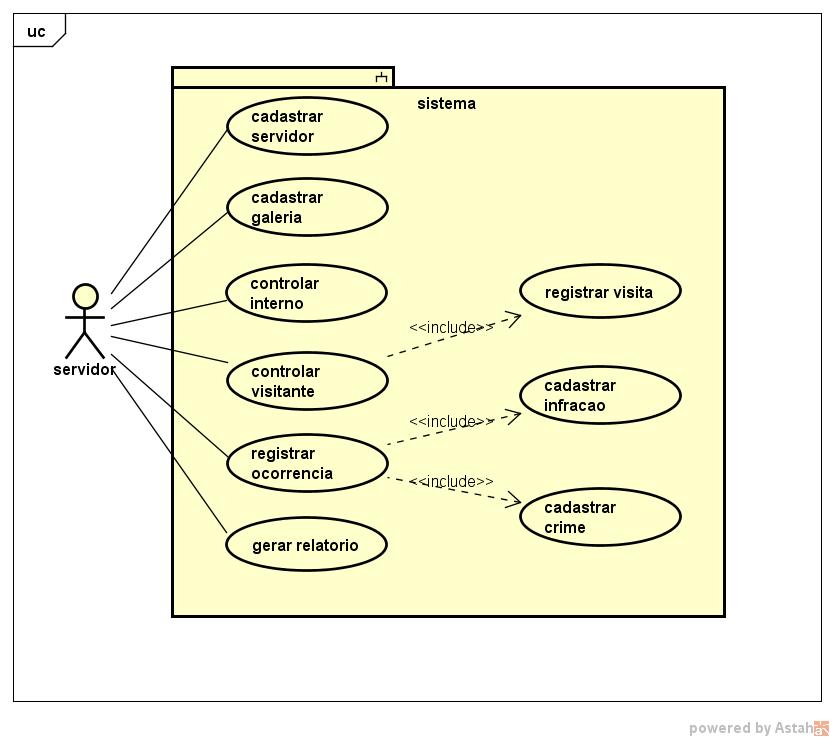 uc
sistema
cadastrar
servidor
cadastrar
galeria
controlar
interno
registrar visita
<<include>>
controlar
visitante
servidor
cadastrar
infracao
<<include>>
registrar
ocorrencia
<<include>>
cadastrar
crime
gerar relatorio
powered by Astah